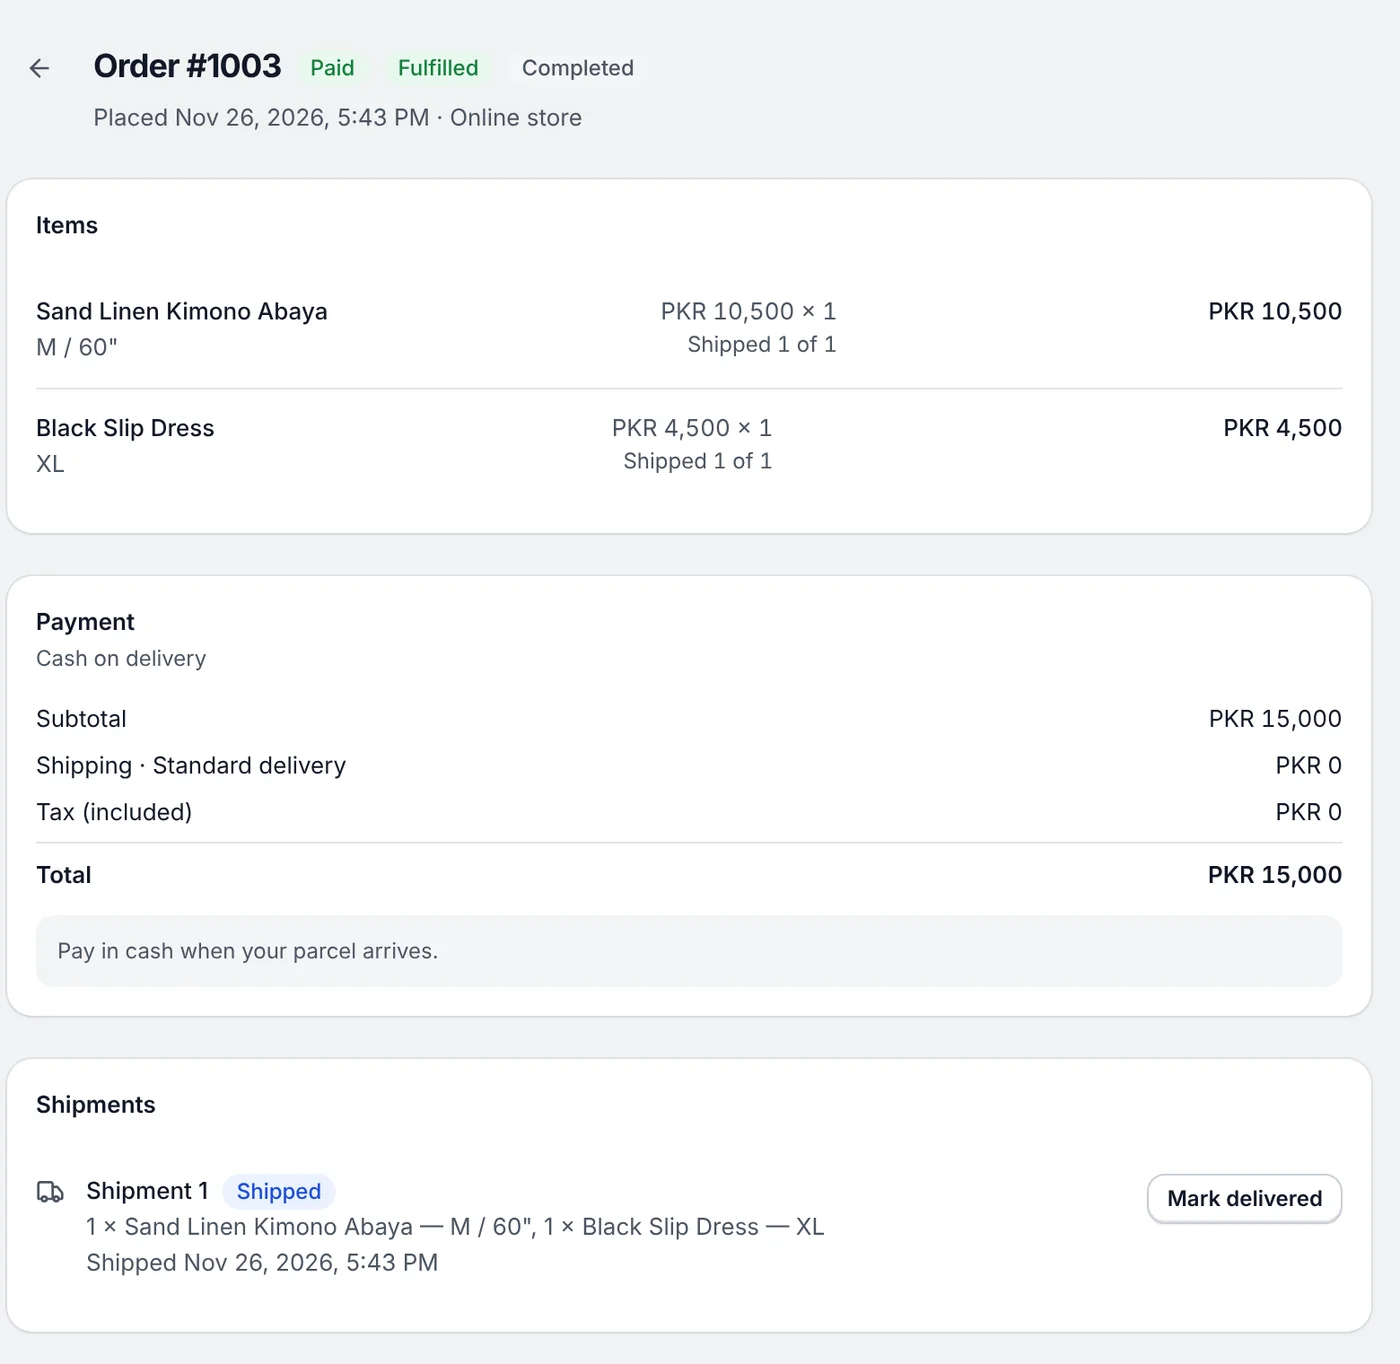 Order #1003 Paid Fulfilled Completed
Placed Nov 26, 2026, 5:43 PM · Online store
Items
Sand Linen Kimono Abaya PKR 10,500 × 1 PKR 10,500
M / 60" Shipped 1 of 1
Black Slip Dress PKR 4,500 × 1 PKR 4,500
XL Shipped 1 of 1
Payment
Cash on delivery
Subtotal PKR 15,000
Shipping · Standard delivery PKR 0
Tax (included) PKR 0
Total PKR 15,000
Pay in cash when your parcel arrives.
Shipments
Shipment 1 Shipped Mark delivered
1 × Sand Linen Kimono Abaya — M / 60", 1 × Black Slip Dress — XL
Shipped Nov 26, 2026, 5:43 PM